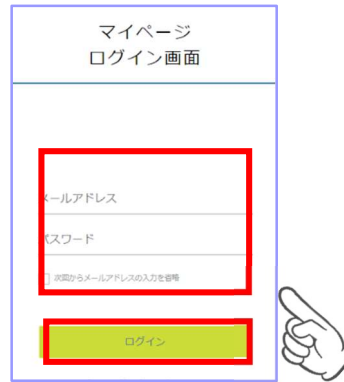 マイページ
ログイン画面
メールアドレス
パスワード
次回からメールアドレスの入力を省略
ログイン